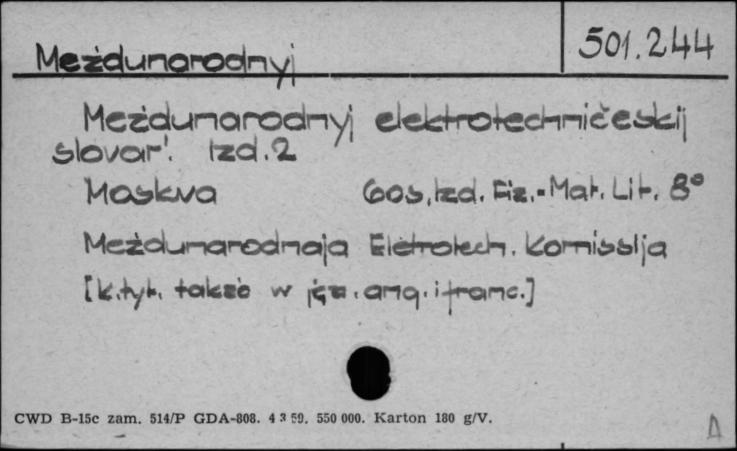 Meżdunarodnyj 501.244
Meżdunarodnyj elektrotechničeskij
slovar'. Izd. 2
Moskva Gos. Izd. Fiz.-Mat. Lit. 8°
Meżdunarodnaja Elétrotech. Komissija
[K. tyt. także w jęz. ang. i franc.]
CWD B-15c zam. 514/P GDA-808. 4 3 59. 550 000. Karton 180 g/V.